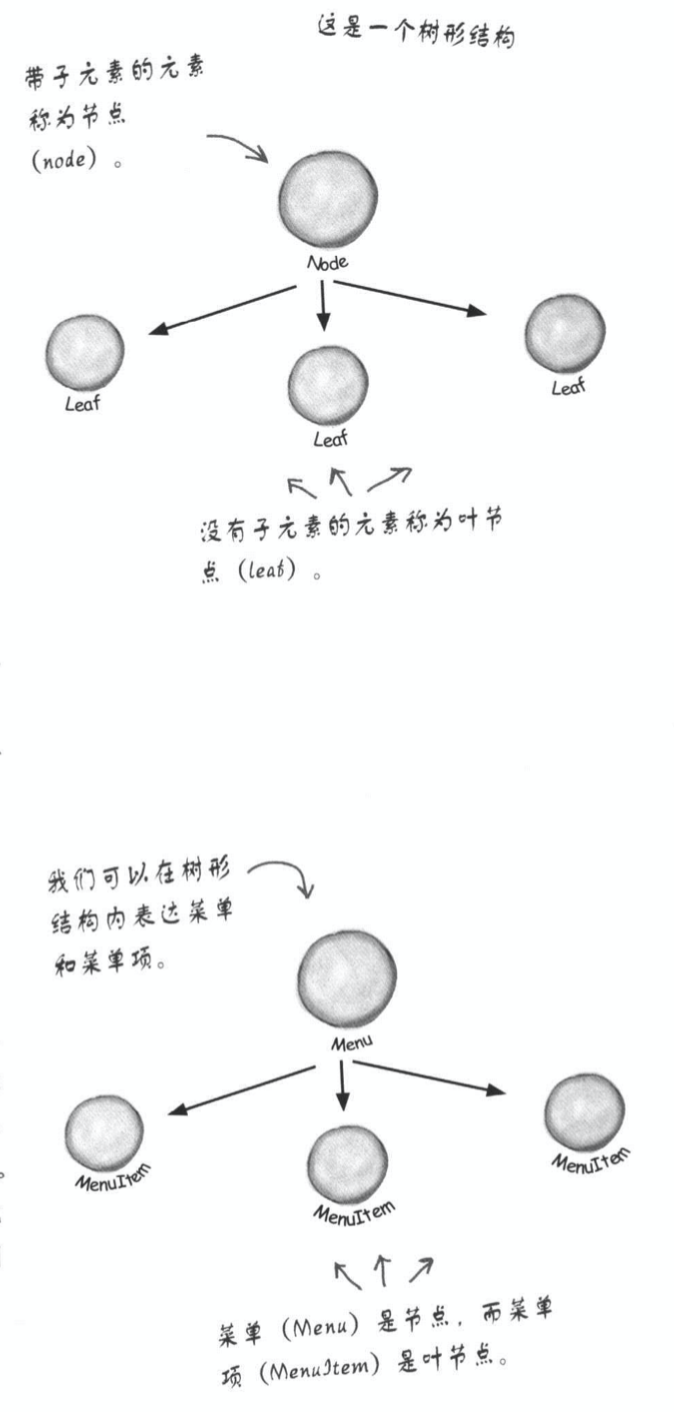 这是一个树形结构
带子元素的元素
称为节点
(node)。
Node
Leaf
Leaf
Leaf
没有子元素的元素称为叶节
点(leaf)。
我们可以在树形
结构内表达菜单
和菜单项。
Menu
MenuItem
MenuItem
MenuItem
菜单(Menu)是节点,而菜单
项(MenuItem)是叶节点。